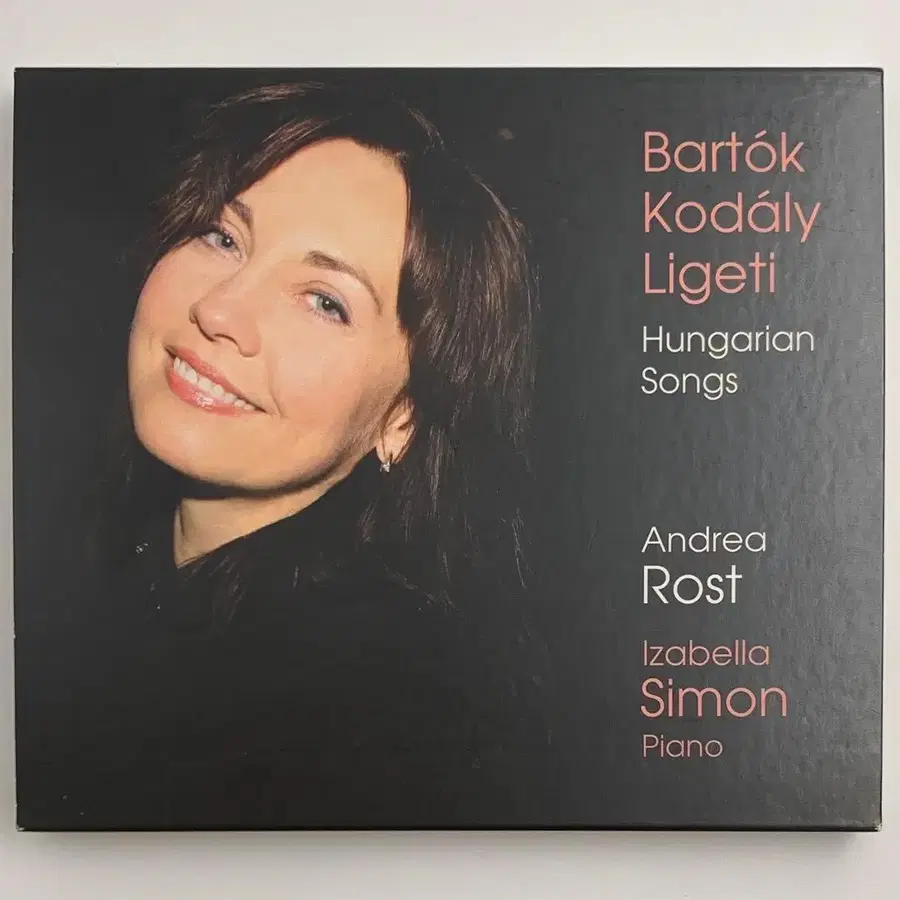 Bartók
Kodály
Ligeti
Hungarian
Songs
Andrea
Rost
Izabella
Simon
Piano